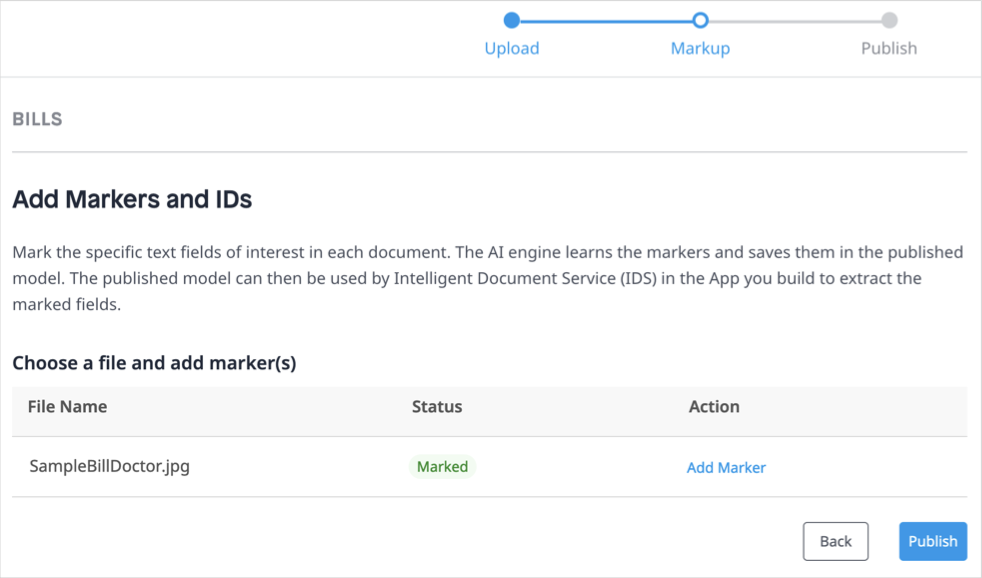 Upload Markup Publish
BILLS
Add Markers and IDs
Mark the specific text fields of interest in each document. The AI engine learns the markers and saves them in the published
model. The published model can then be used by Intelligent Document Service (IDS) in the App you build to extract the
marked fields.
Choose a file and add marker(s)
File Name Status Action
SampleBillDoctor.jpg Marked Add Marker
Back Publish